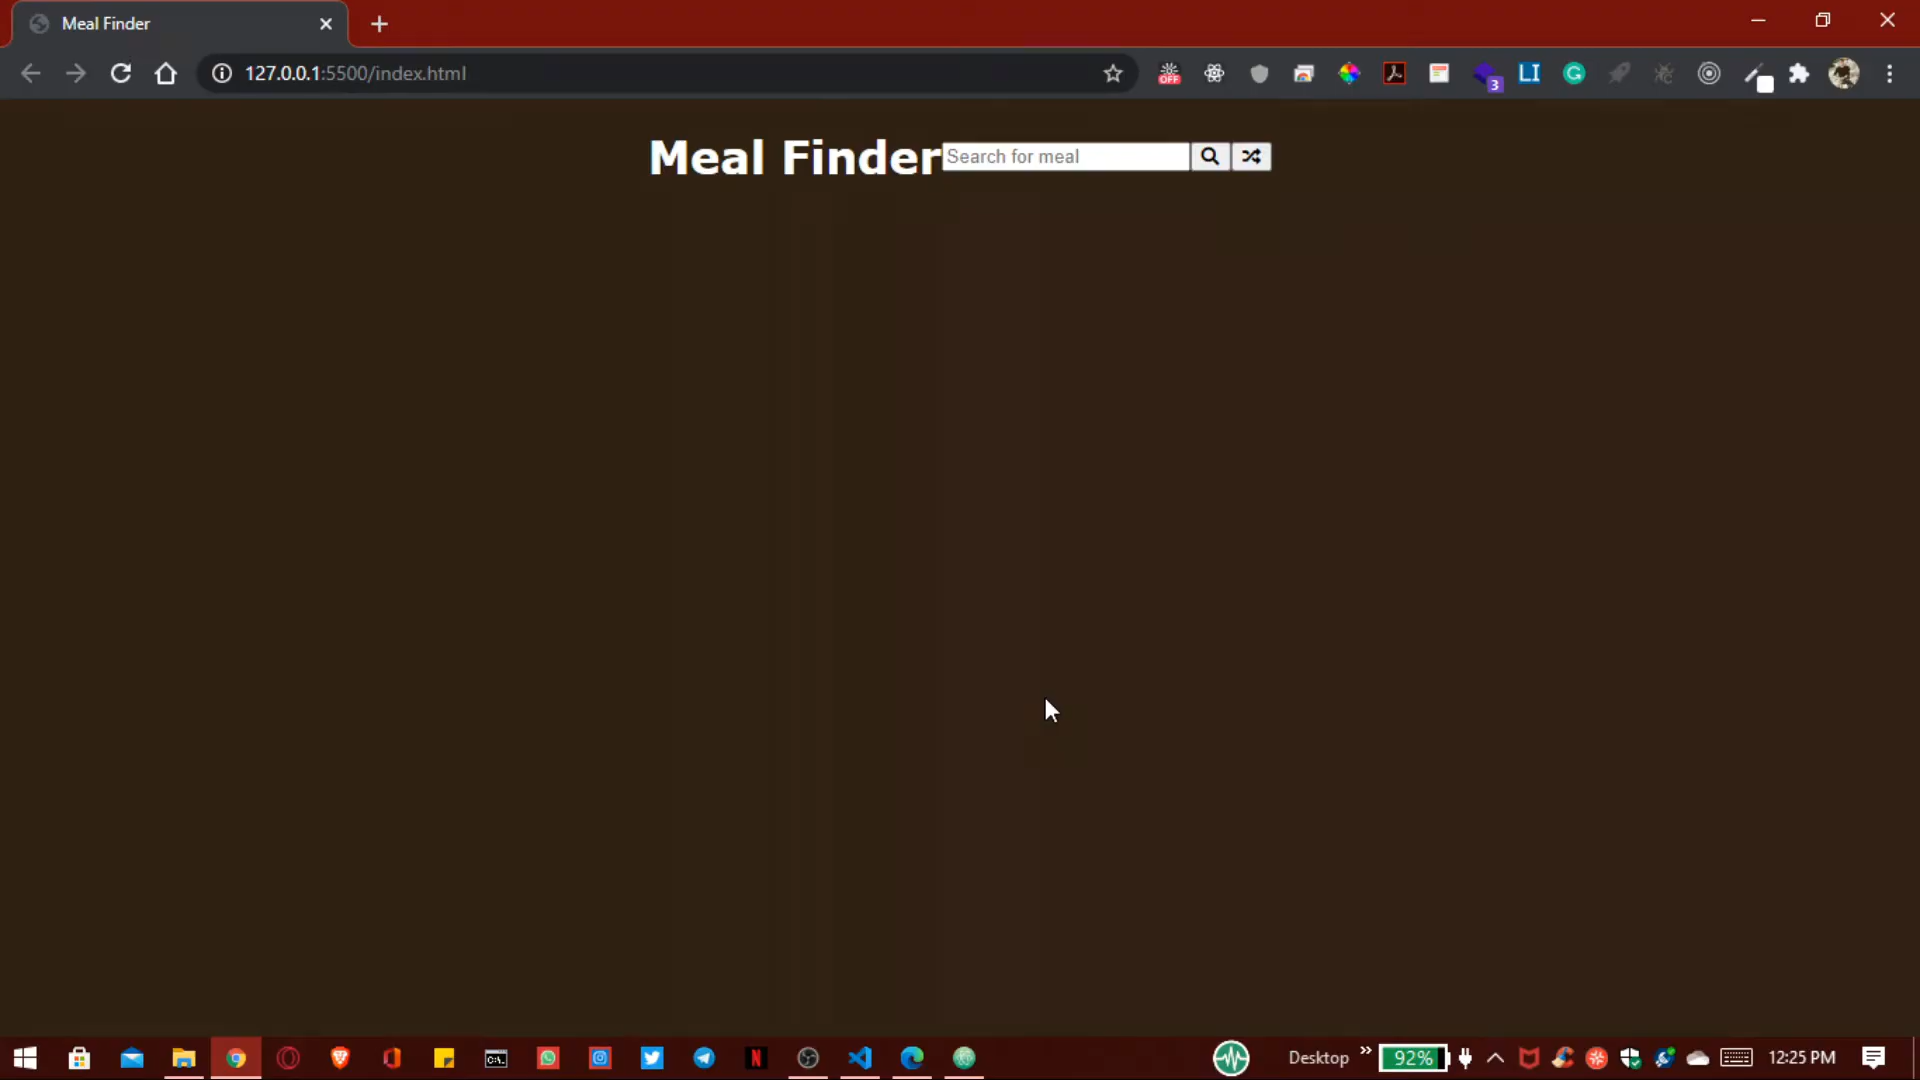 Meal Finder
127.0.0.1:5500/index.html
OFF
3
LI
Meal Finder
Search for meal
Desktop
92%
12:25 PM